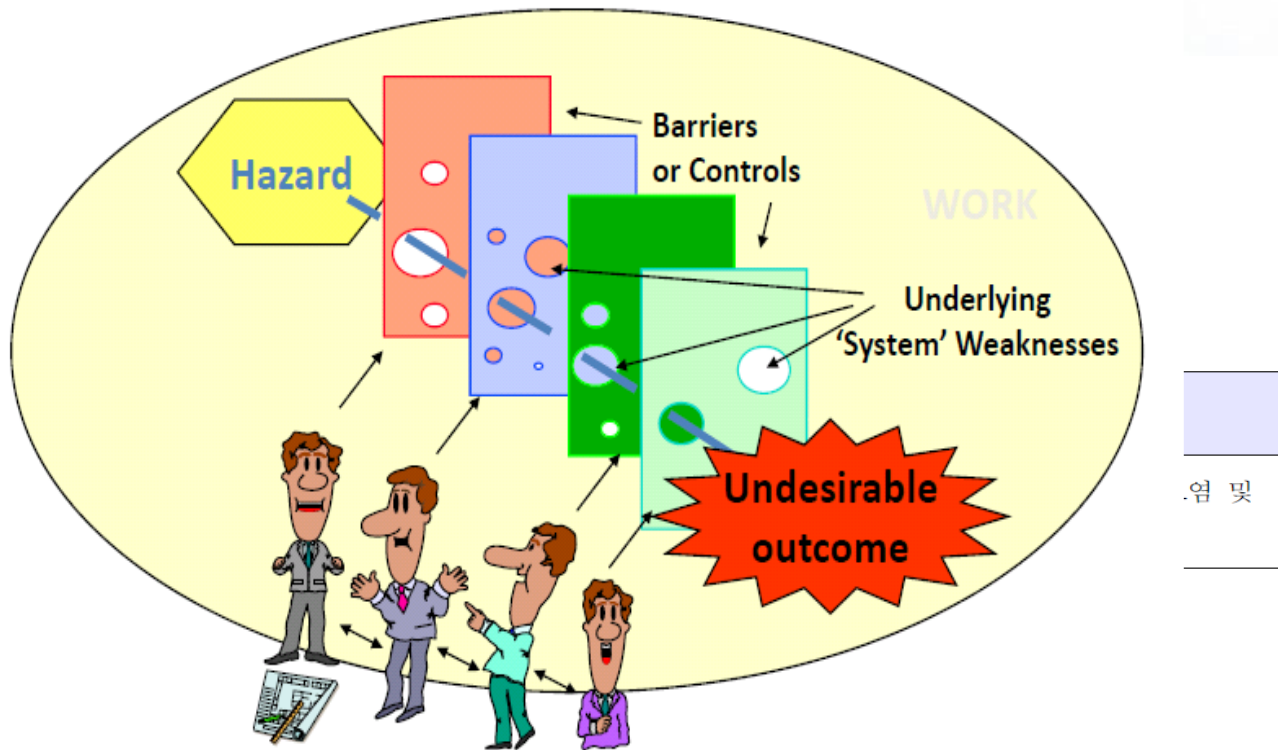 Barriers
or Controls
Hazard
WORK
Underlying
‘System’ Weaknesses
Undesirable
outcome
염 및